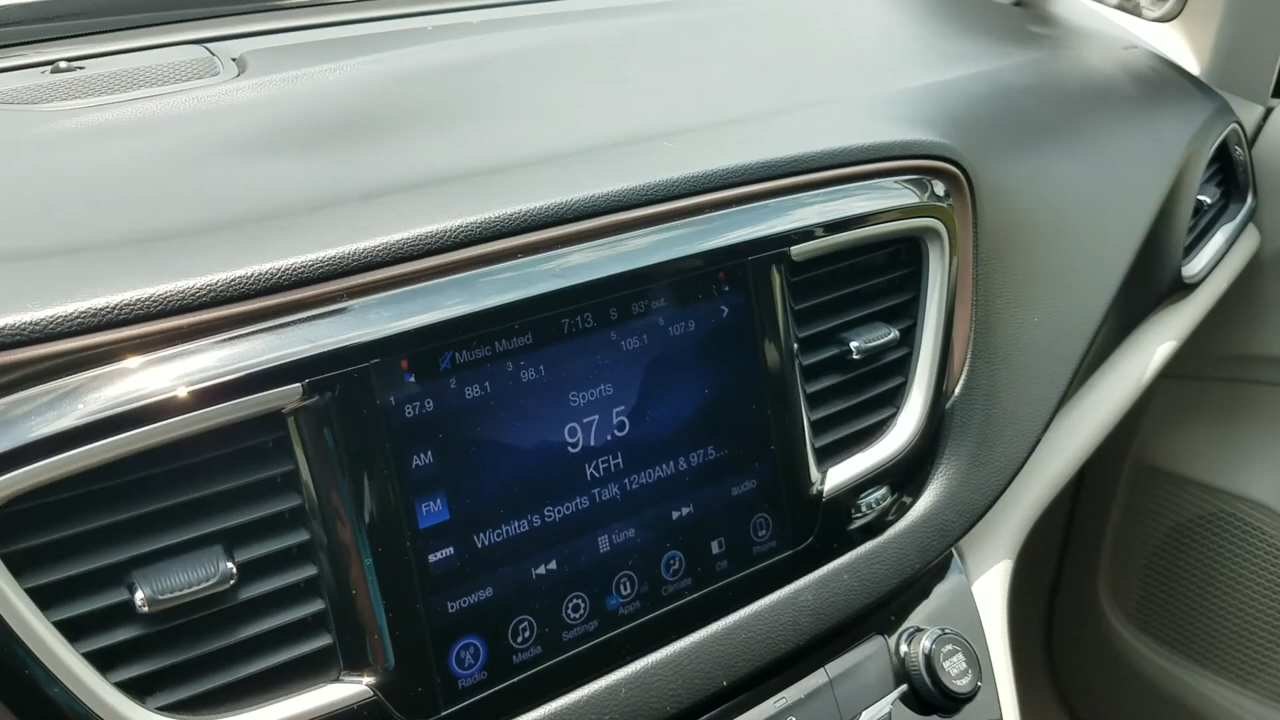 Music Muted 7:13. S 93° out.
1 2 3 5 6
87.9 88.1 98.1 105.1 107.9
Sports
AM
97.5
KFH
FM
Wichita's Sports Talk 1240AM & 97.5...
sxm
browse tune audio
Radio Media Settings Apps Climate Off Phone
BROWSE
ENTER